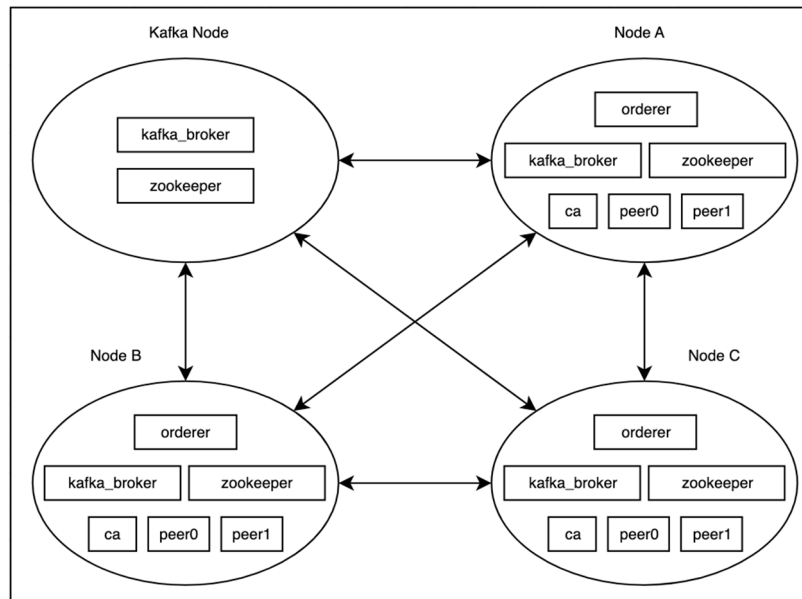 Kafka Node
kafka_broker
zookeeper
Node A
orderer
kafka_broker
zookeeper
ca
peer0
peer1
Node B
orderer
kafka_broker
zookeeper
ca
peer0
peer1
Node C
orderer
kafka_broker
zookeeper
ca
peer0
peer1